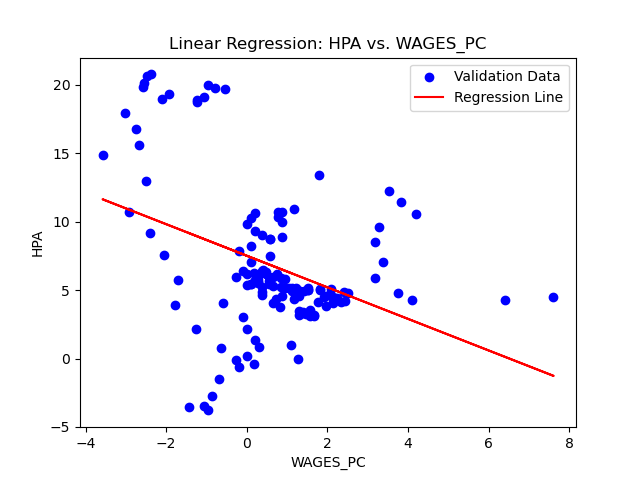 Linear Regression: HPA vs. WAGES_PC
Validation Data
Regression Line
HPA
20
15
10
5
0
−5
−4
−2
0
2
4
6
8
WAGES_PC